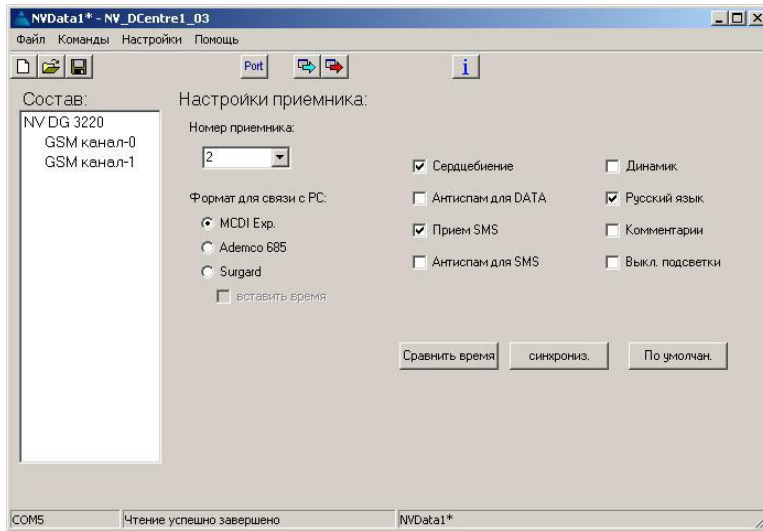 NVData1* - NV_DCentre1_03
Файл Команды Настройки Помощь
Port
i
Состав:
NV DG 3220
GSM канал-0
GSM канал-1
Настройки приемника:
Номер приемника:
2
Формат для связи с PC:
MCDI Exp.
Ademco 685
Surgard
вставить время
Сердцебиение
Антиспам для DATA
Прием SMS
Антиспам для SMS
Динамик
Русский язык
Комментарии
Выкл. подсветки
Сравнить время
синхрониз.
По умолчан.
COM5
Чтение успешно завершено
NVData1*